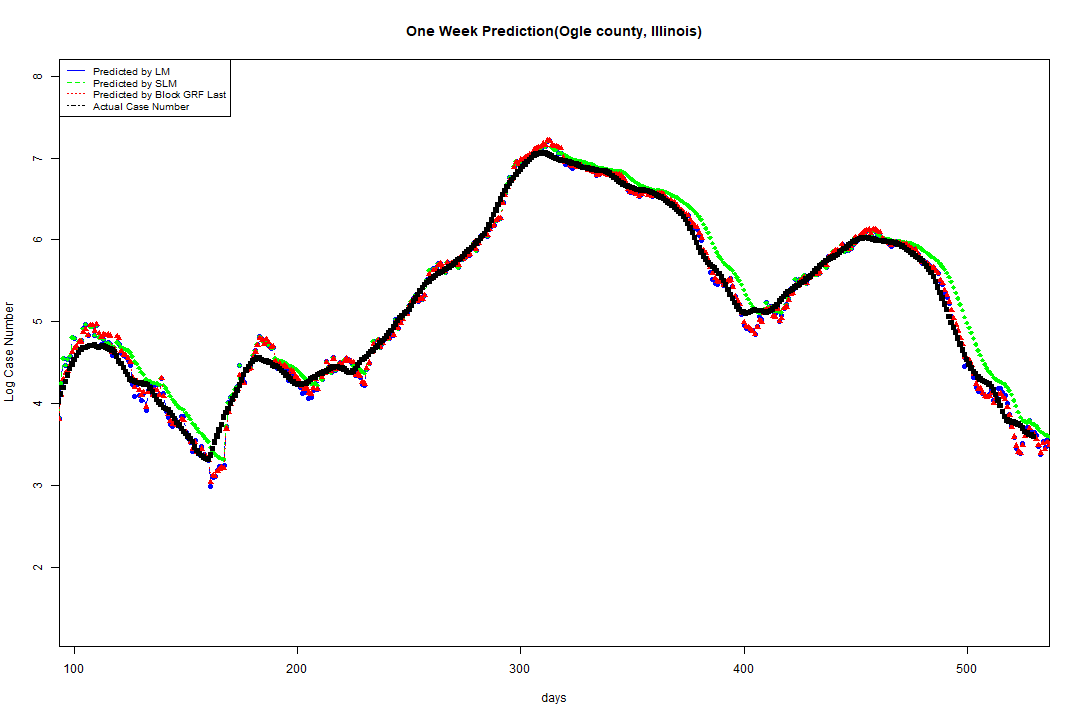 One Week Prediction(Ogle county, Illinois)
Predicted by LM
Predicted by SLM
Predicted by Block GRF Last
Actual Case Number
Log Case Number
8
7
6
5
4
3
2
100 200 300 400 500
days